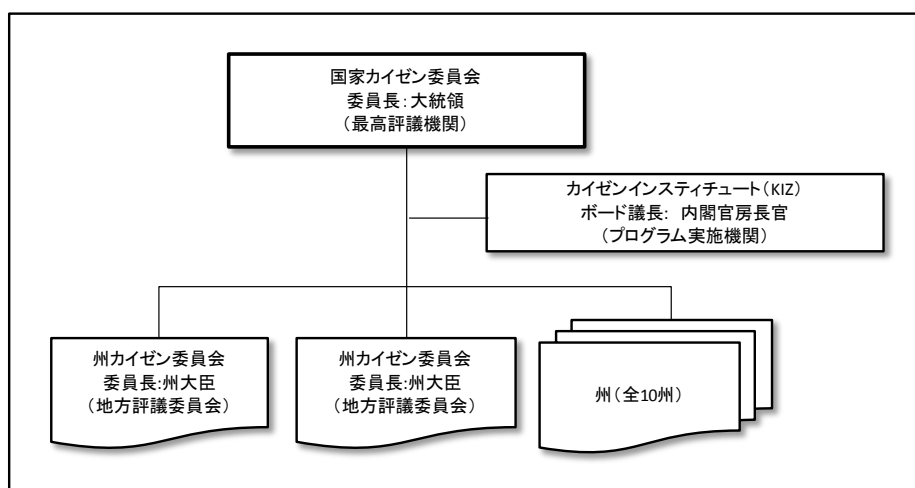 国家カイゼン委員会
委員長:大統領
(最高評議機関)
カイゼンインスティチュート(KIZ)
ボード議長: 内閣官房長官
(プログラム実施機関)
州カイゼン委員会
委員長:州大臣
(地方評議委員会)
州カイゼン委員会
委員長:州大臣
(地方評議委員会)
州(全10州)